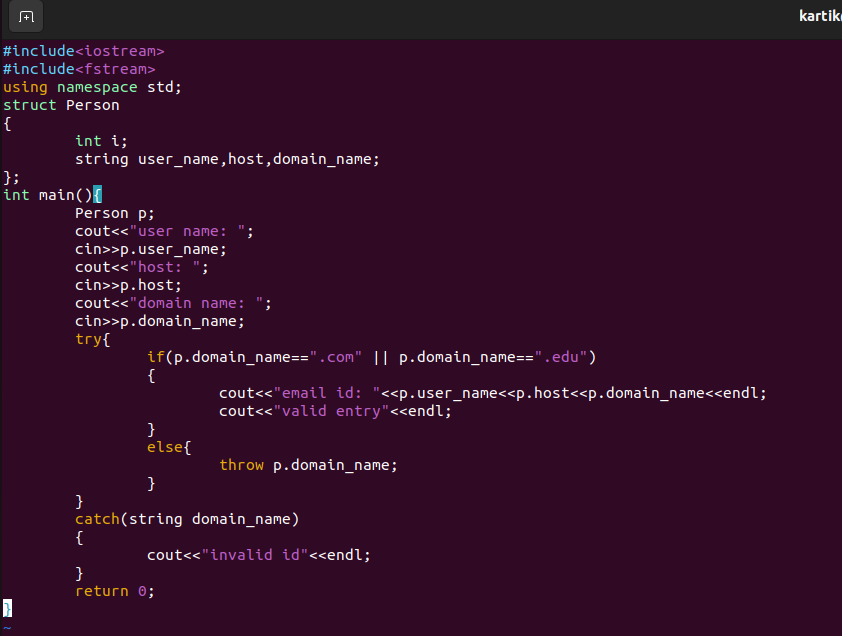 kartik
#include<iostream>
#include<fstream>
using namespace std;
struct Person
{
        int i;
        string user_name,host,domain_name;
};
int main(){
        Person p;
        cout<<"user name: ";
        cin>>p.user_name;
        cout<<"host: ";
        cin>>p.host;
        cout<<"domain name: ";
        cin>>p.domain_name;
        try{
                if(p.domain_name==".com" || p.domain_name==".edu")
                {
                        cout<<"email id: "<<p.user_name<<p.host<<p.domain_name<<endl;
                        cout<<"valid entry"<<endl;
                }
                else{
                        throw p.domain_name;
                }
        }
        catch(string domain_name)
        {
                cout<<"invalid id"<<endl;
        }
        return 0;
}
~